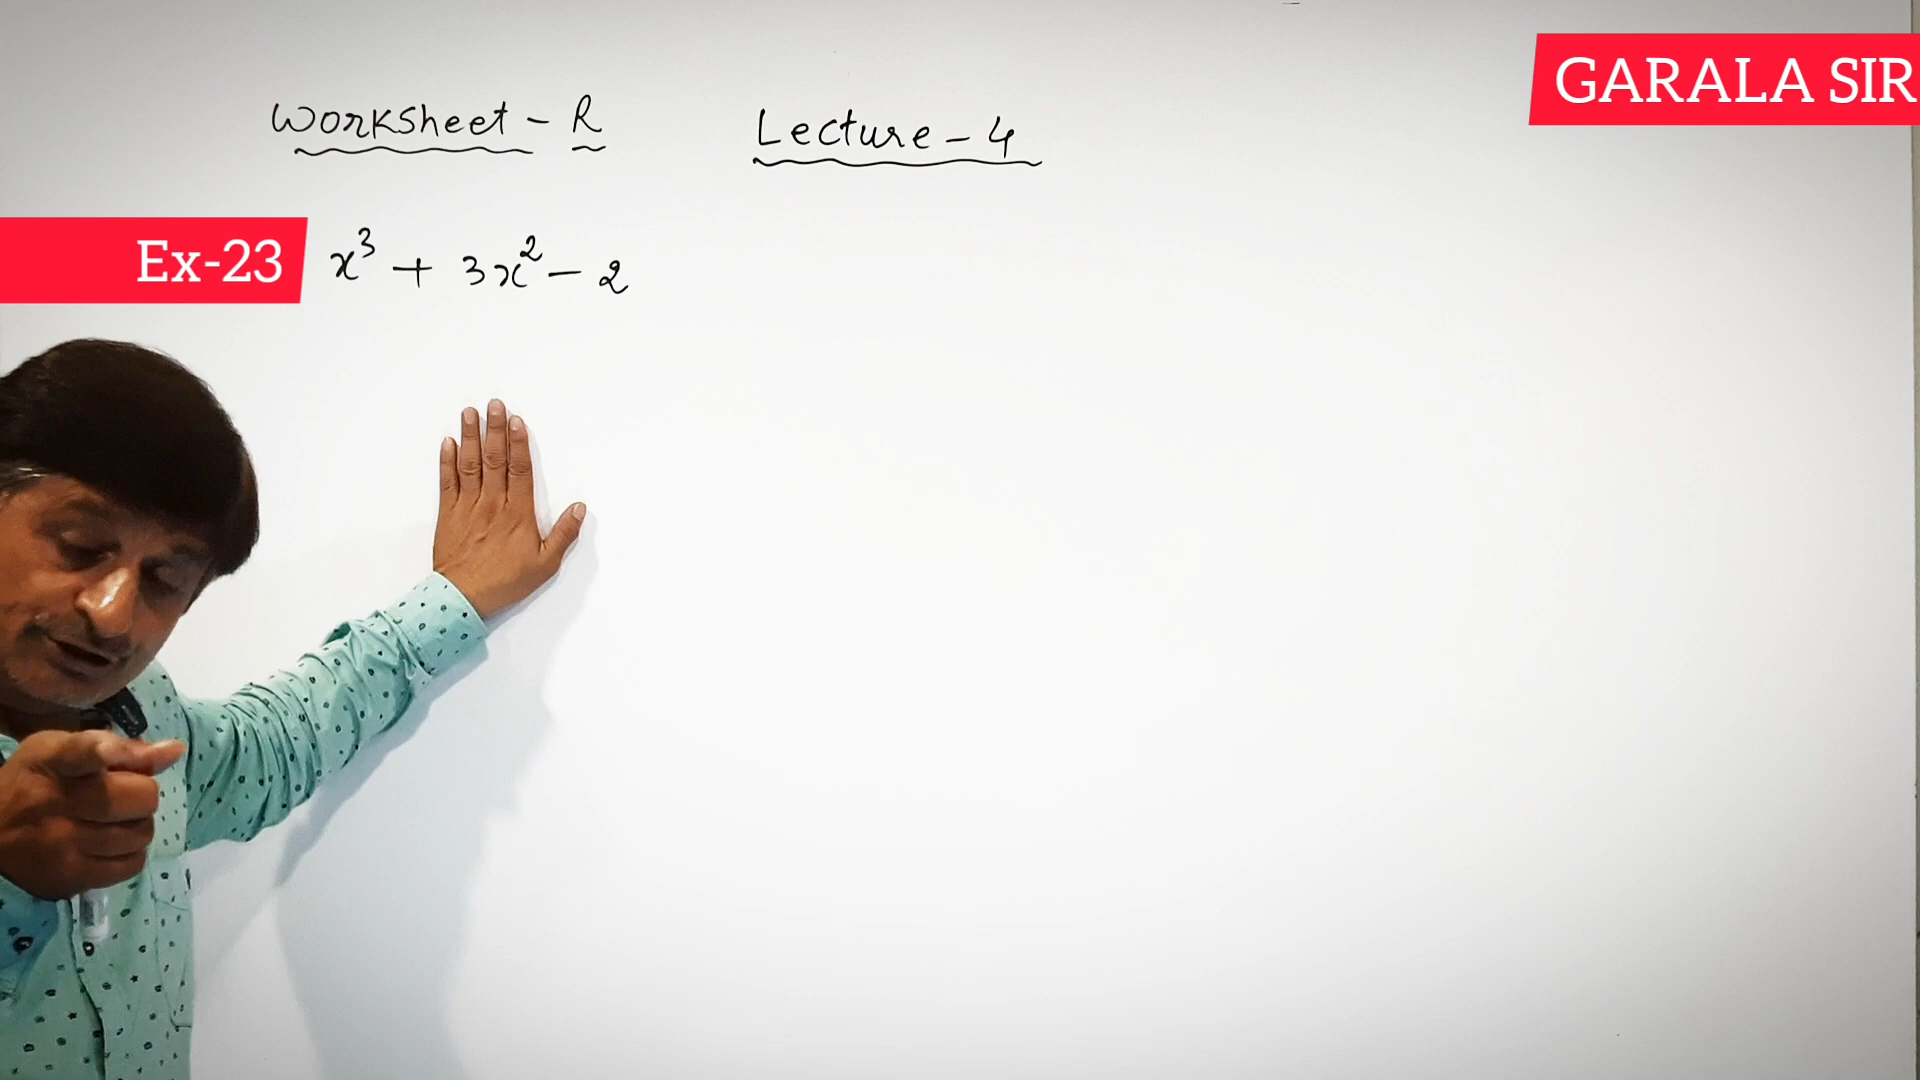 GARALA SIR
Worksheet - R Lecture - 4
Ex-23 x³ + 3x² - 2